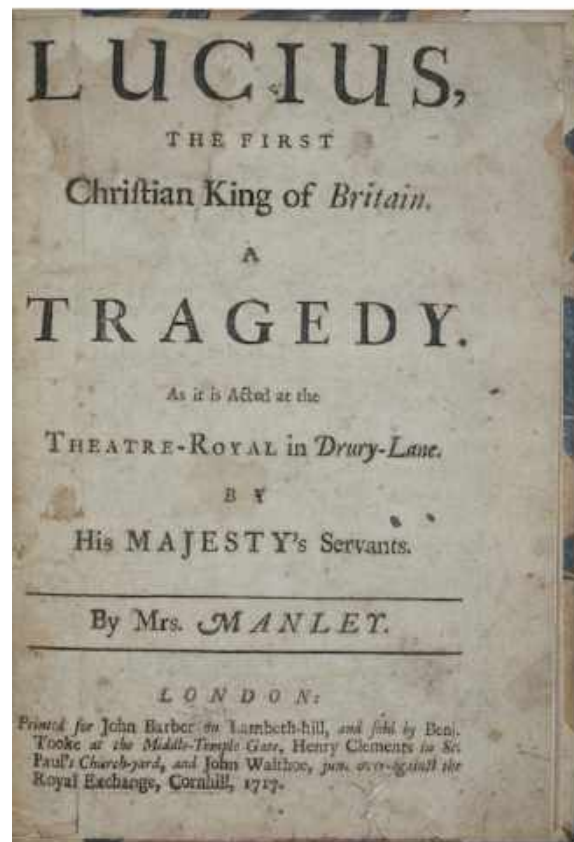 LUCIUS,
THE FIRST
Chriſtian King of Britain.
A
TRAGEDY.
As it is Acted at the
THEATRE-ROYAL in Drury-Lane.
BY
His MAJESTY's Servants.
By Mrs. MANLEY.
LONDON:
Printed for John Barber on Lambeth-hill, and ſold by Benj.
Tooke at the Middle-Temple Gate, Henry Clements in St.
Paul's Church-yard, and John Walthoe, jun. over-againſt the
Royal Exchange, Cornhill, 1717.